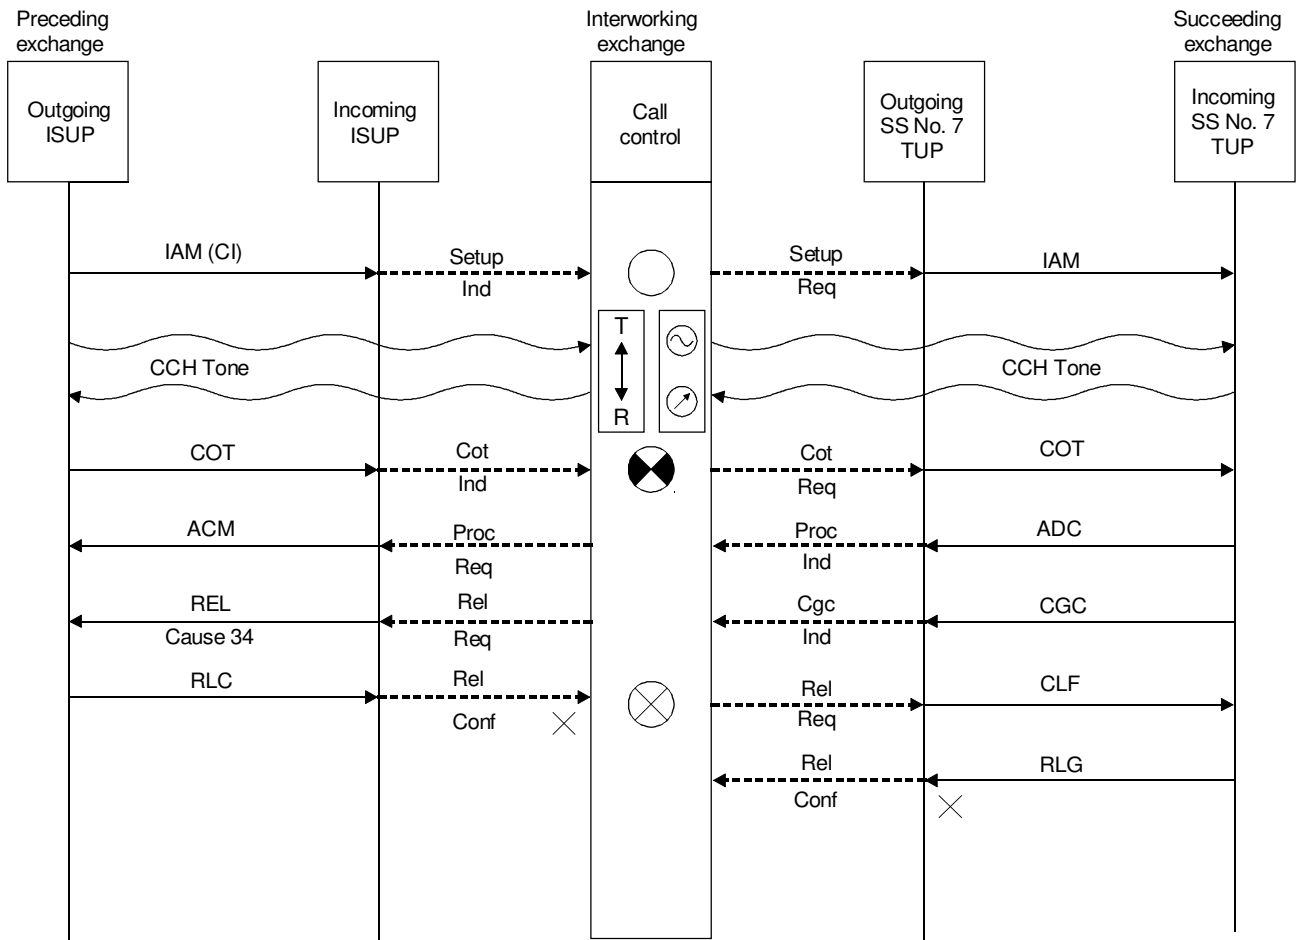 Preceding
exchange
Interworking
exchange
Succeeding
exchange
Outgoing
ISUP
Incoming
ISUP
Call
control
Outgoing
SS No. 7
TUP
Incoming
SS No. 7
TUP
IAM (CI)
Setup
Ind
Setup
Req
IAM
T
R
CCH Tone
CCH Tone
COT
Cot
Ind
Cot
Req
COT
ACM
Proc
Req
Proc
Ind
ADC
REL
Cause 34
Rel
Req
Cgc
Ind
CGC
RLC
Rel
Conf
Rel
Req
CLF
Rel
Conf
RLG